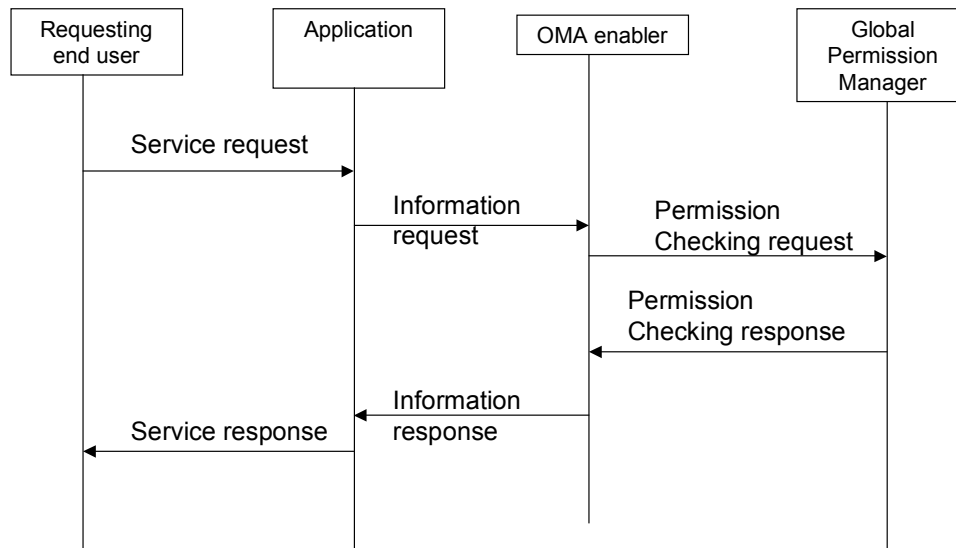 Requesting
end user
Application
OMA enabler
Global
Permission
Manager
Service request
Information
request
Permission
Checking request
Permission
Checking response
Information
response
Service response